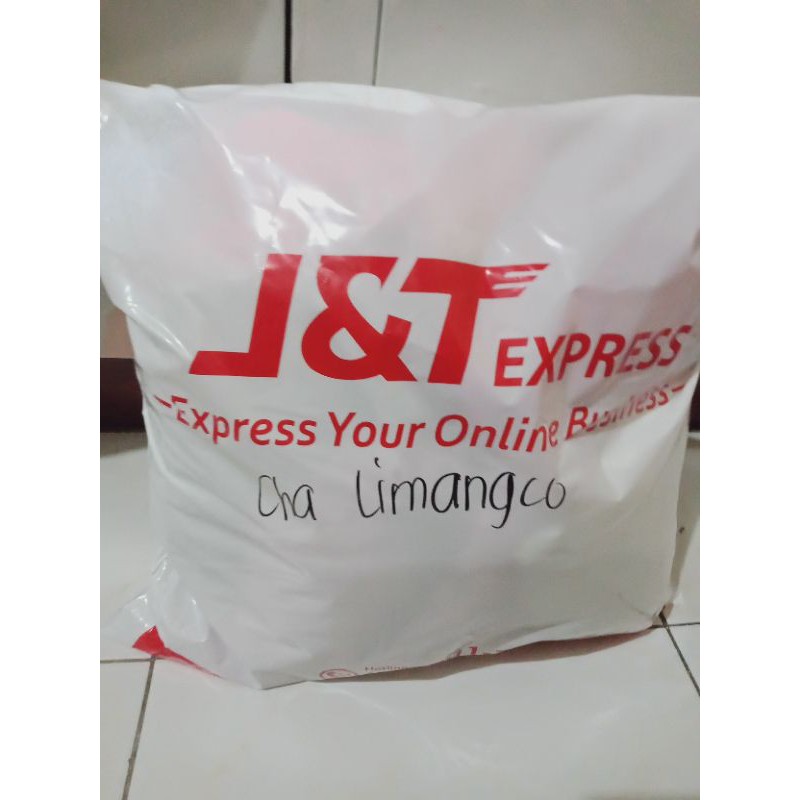 J&T EXPRESS
Express Your Online Business
Cha Limangco